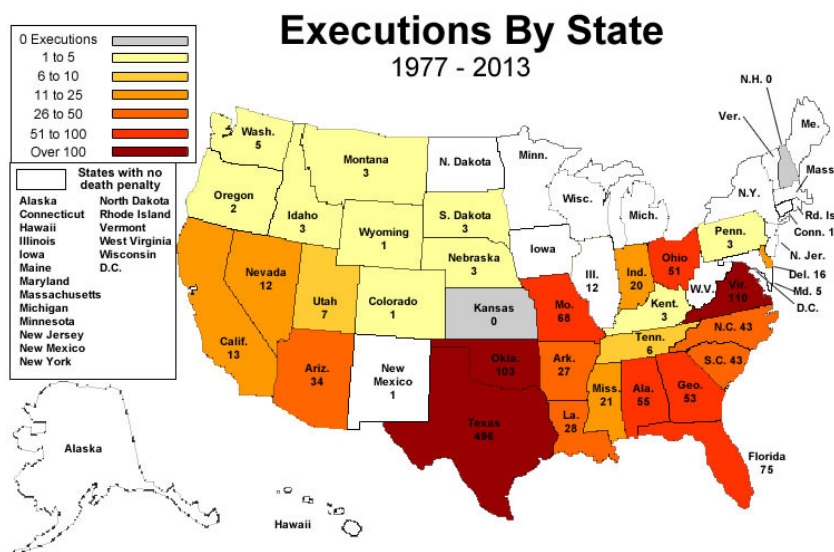 Executions By State
1977 - 2013
0 Executions
1 to 5
6 to 10
11 to 25
26 to 50
51 to 100
Over 100
States with no
death penalty
Alaska
Connecticut
Hawaii
Illinois
Iowa
Maine
Maryland
Massachusetts
Michigan
Minnesota
New Jersey
New Mexico
New York
North Dakota
Rhode Island
Vermont
West Virginia
Wisconsin
D.C.
N.H. 0
Ver.
Me.
Wash.
5
Montana
3
N. Dakota
Minn.
Mass
Oregon
2
Idaho
3
Wyoming
1
S. Dakota
3
Wisc.
Mich.
N.Y.
Rd. Is
Conn. 1
Nebraska
3
Iowa
Penn.
3
N. Jer.
Nevada
12
Utah
7
Colorado
1
Kansas
0
Ill.
12
Ind.
20
Ohio
51
W.V.
Vir.
110
Del. 16
Md. 5
D.C.
Calif.
13
Mo.
68
Kent.
3
Tenn.
6
N.C. 43
S.C. 43
Ariz.
34
New
Mexico
1
Okla.
103
Ark.
27
Miss.
21
Ala.
55
Geo.
53
Texas
496
La.
28
Florida
75
Alaska
Hawaii